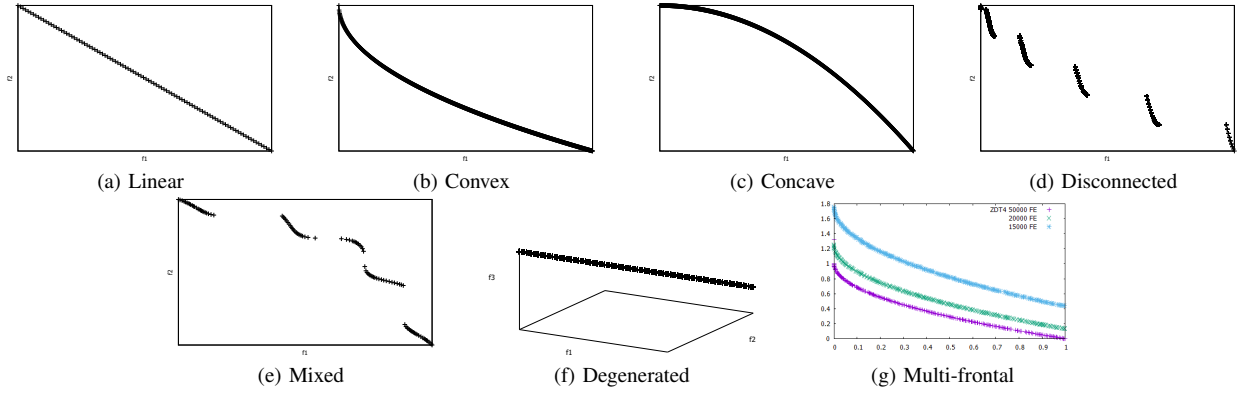 f2
f1
f2
f1
f2
f1
f2
f1
(a) Linear
(b) Convex
(c) Concave
(d) Disconnected
f2
f1
f3
f1
f2
1.8
1.6
1.4
1.2
1
0.8
0.6
0.4
0.2
0
0 0.1 0.2 0.3 0.4 0.5 0.6 0.7 0.8 0.9 1
ZDT4 50000 FE
20000 FE
15000 FE
(e) Mixed
(f) Degenerated
(g) Multi-frontal